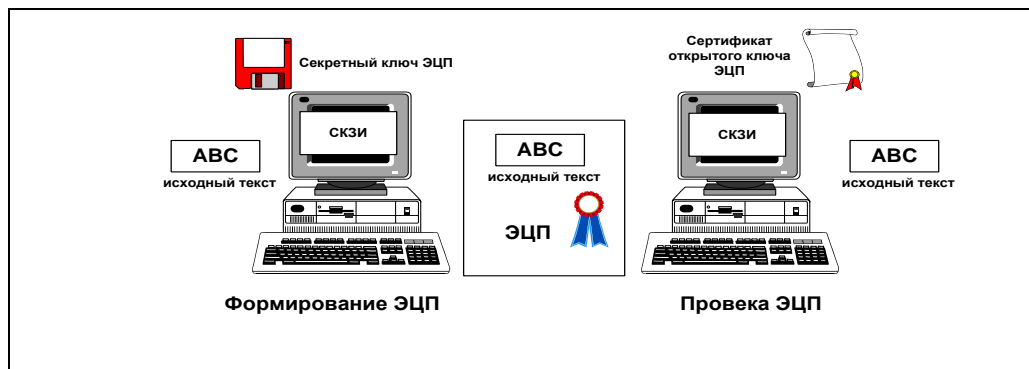 Секретный ключ ЭЦП
Сертификат
открытого ключа
ЭЦП
СКЗИ
ABC
исходный текст
ABC
исходный текст
ЭЦП
СКЗИ
ABC
исходный текст
Формирование ЭЦП
Провека ЭЦП